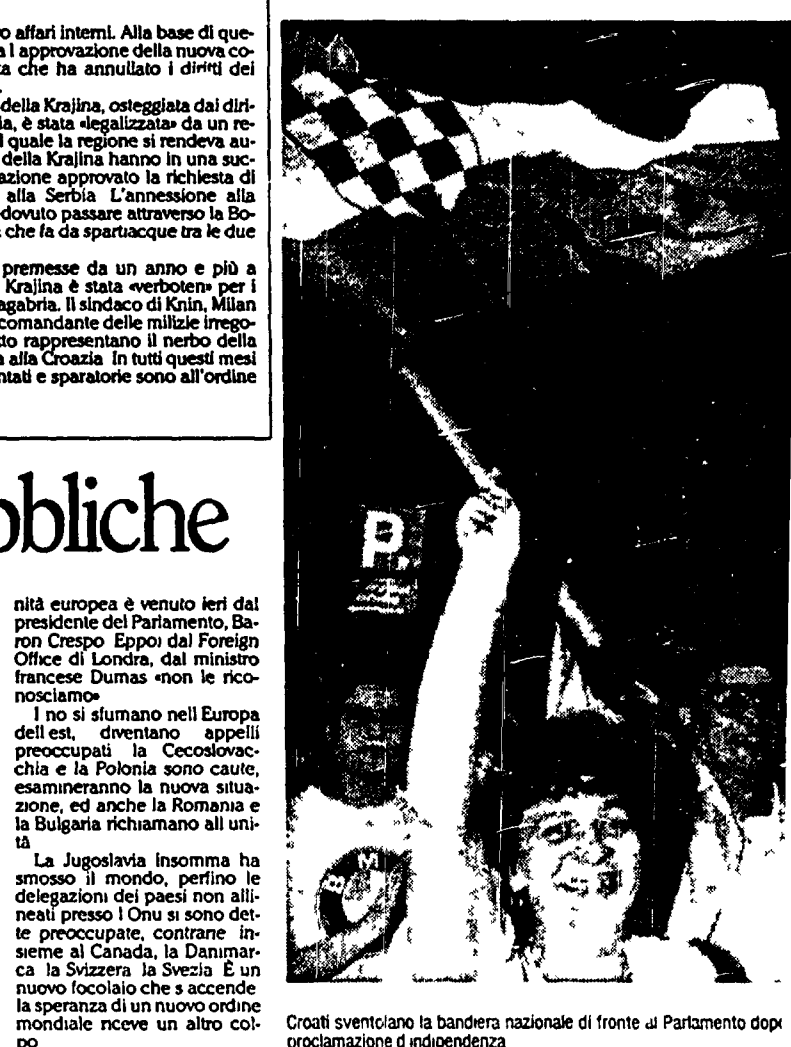 o affari interni. Alla base di que-
a l approvazione della nuova co-
ta che ha annullato i diritti dei
della Krajina, osteggiata dai diri-
ia, è stata «legalizzata» da un re-
l quale la regione si rendeva au-
della Krajina hanno in una suc-
azione approvato la richiesta di
alla Serbia L'annessione alla
dovuto passare attraverso la Bo-
che fa da spartiacque tra le due
premesse da un anno e più a
Krajina è stata «verboten» per i
agabria. Il sindaco di Knin, Milan
comandante delle milizie irrego-
to rappresentano il nerbo della
a alla Croazia In tutti questi mesi
ntati e sparatorie sono all'ordine
bbliche
nità europea è venuto ieri dal
presidente del Parlamento, Ba-
ron Crespo Eppoi dal Foreign
Office di Londra, dal ministro
francese Dumas «non le rico-
nosciamo»
I no si sfumano nell Europa
dell est, diventano appelli
preoccupati la Cecoslovac-
chia e la Polonia sono caute,
esamineranno la nuova situa-
zione, ed anche la Romania e
la Bulgaria richiamano all uni-
tà
La Jugoslavia insomma ha
smosso il mondo, perfino le
delegazioni dei paesi non alli-
neati presso l Onu si sono det-
te preoccupate, contrarie in-
sieme al Canada, la Danimar-
ca la Svizzera la Svezia È un
nuovo focolaio che s accende
la speranza di un nuovo ordine
mondiale riceve un altro col-
po
P.
B M
Croati sventolano la bandiera nazionale di fronte al Parlamento dopo
proclamazione d indipendenza